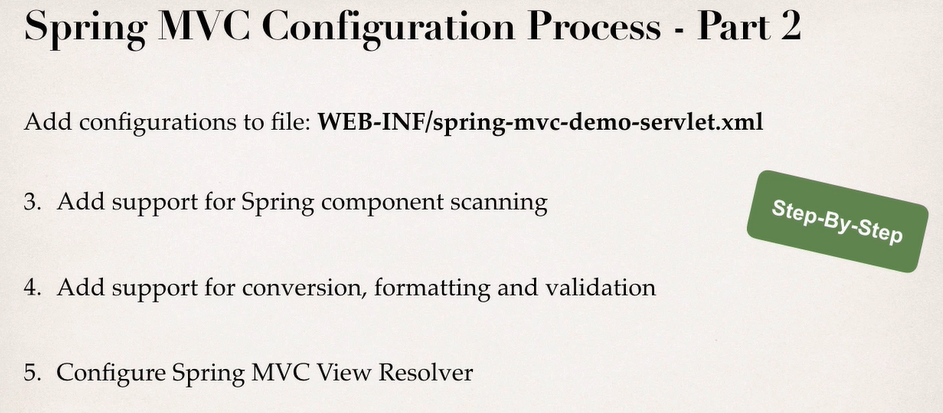 Spring MVC Configuration Process - Part 2
Add configurations to file: WEB-INF/spring-mvc-demo-servlet.xml
3. Add support for Spring component scanning
Step-By-Step
4. Add support for conversion, formatting and validation
5. Configure Spring MVC View Resolver